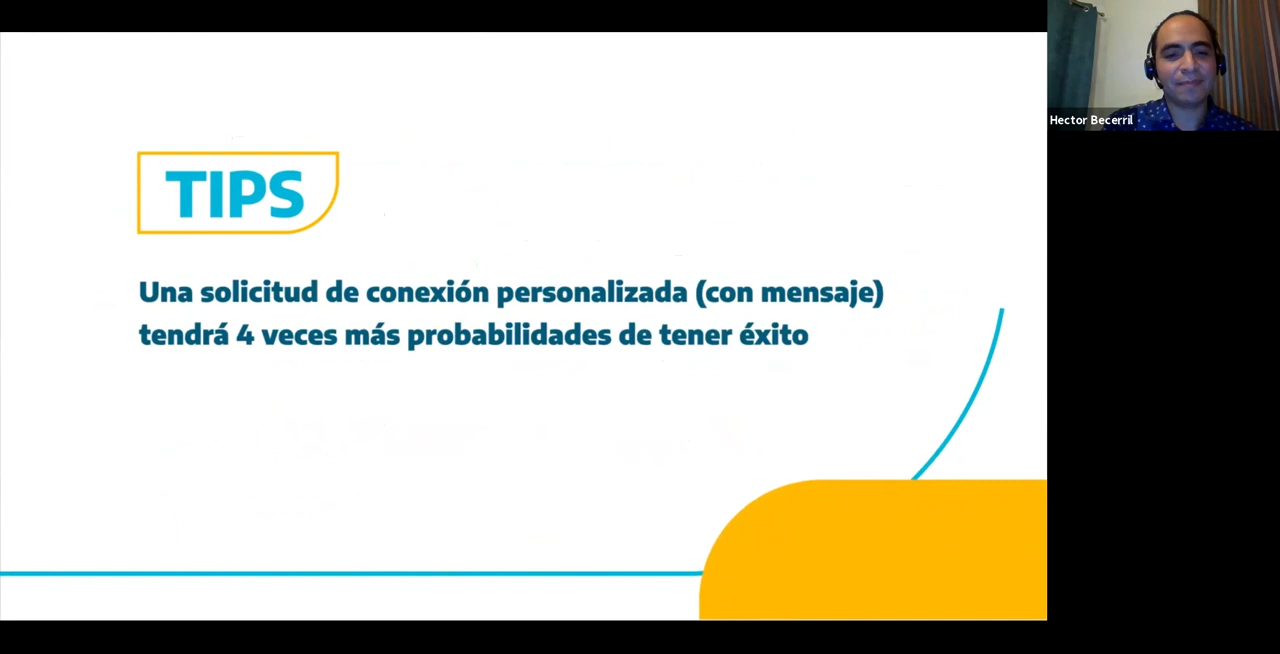 TIPS
Una solicitud de conexión personalizada (con mensaje)
tendrá 4 veces más probabilidades de tener éxito
Hector Becerril